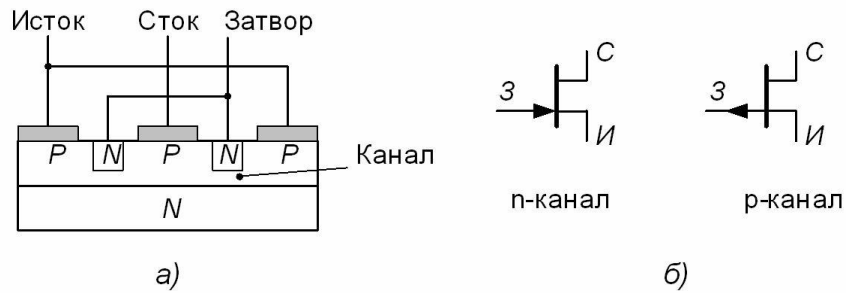 Исток Сток Затвор
P N P N P
Канал
N
а)
З С И
n-канал
З С И
p-канал
б)